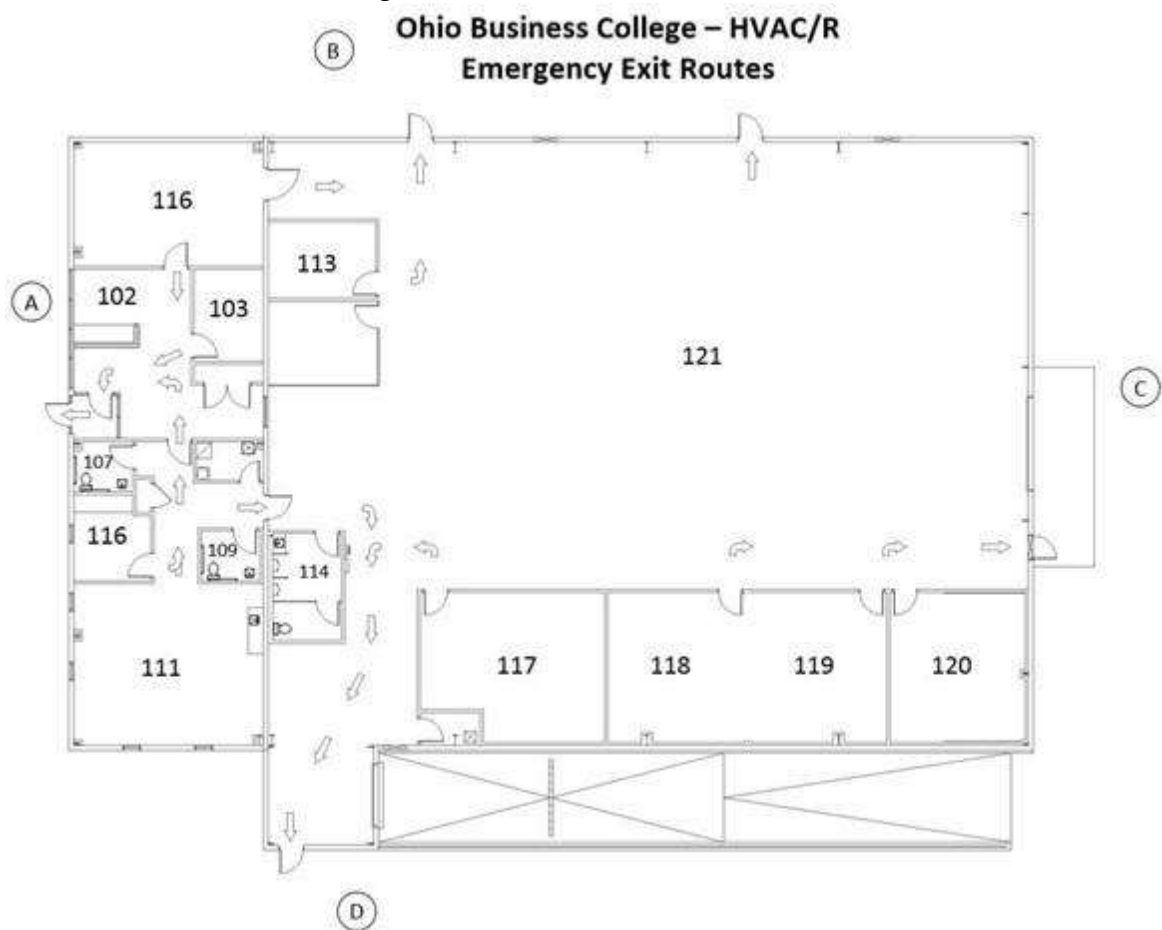 Ohio Business College – HVAC/R
B
Emergency Exit Routes
116
113
A
102
103
121
C
107
116
109
114
111
117
118
119
120
D